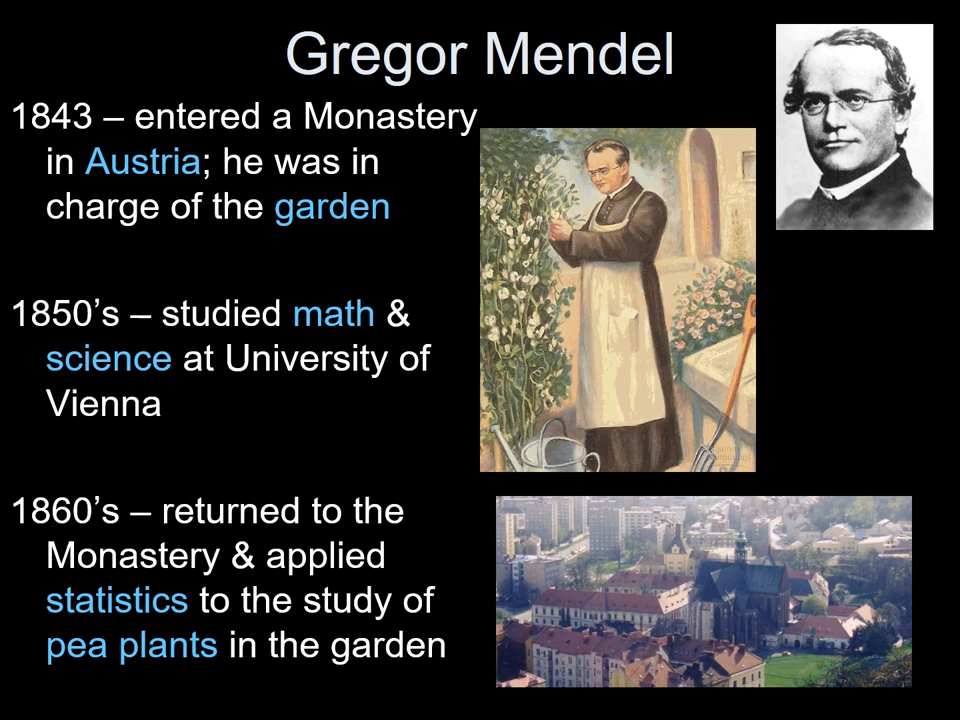 Gregor Mendel
1843 – entered a Monastery
in Austria; he was in
charge of the garden
1850’s – studied math &
science at University of
Vienna
1860’s – returned to the
Monastery & applied
statistics to the study of
pea plants in the garden